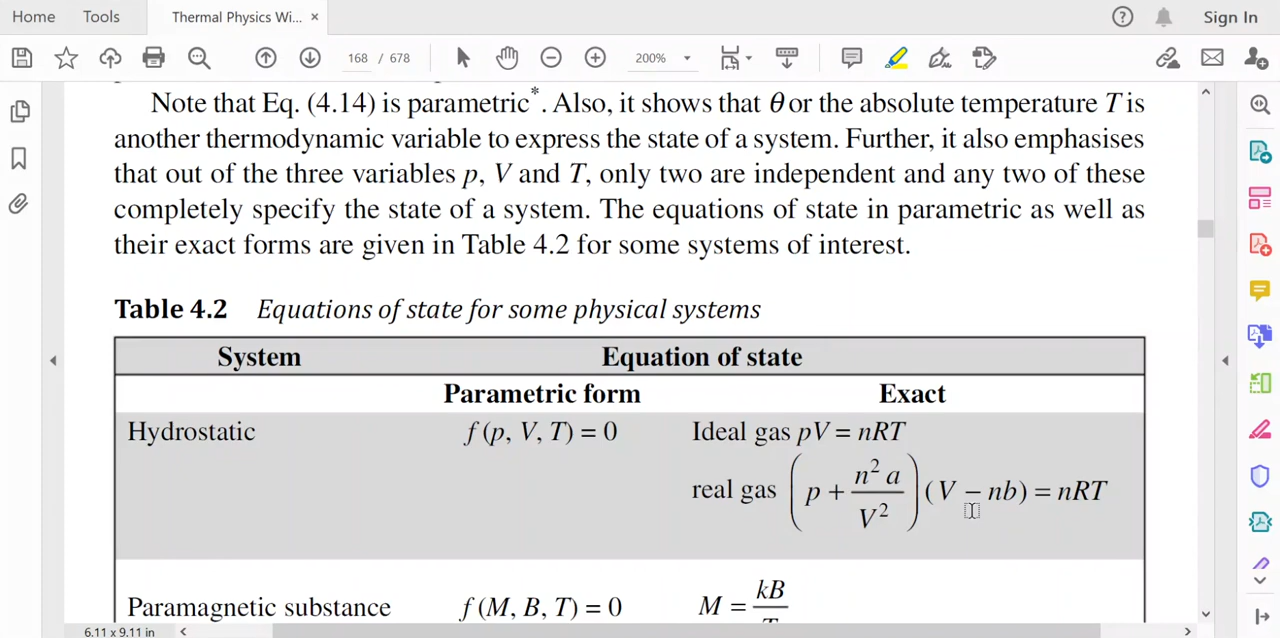 Home Tools Thermal Physics Wi... × Sign In
168 / 678 200%
Note that Eq. (4.14) is parametric*. Also, it shows that θ or the absolute temperature T is
another thermodynamic variable to express the state of a system. Further, it also emphasises
that out of the three variables p, V and T, only two are independent and any two of these
completely specify the state of a system. The equations of state in parametric as well as
their exact forms are given in Table 4.2 for some systems of interest.
Table 4.2 Equations of state for some physical systems
System Equation of state
Parametric form Exact
Hydrostatic f (p, V, T) = 0 Ideal gas pV = nRT
real gas (p + n² a / V²) (V – nb) = nRT
Paramagnetic substance f (M, B, T) = 0 M = kB
6.11 x 9.11 in